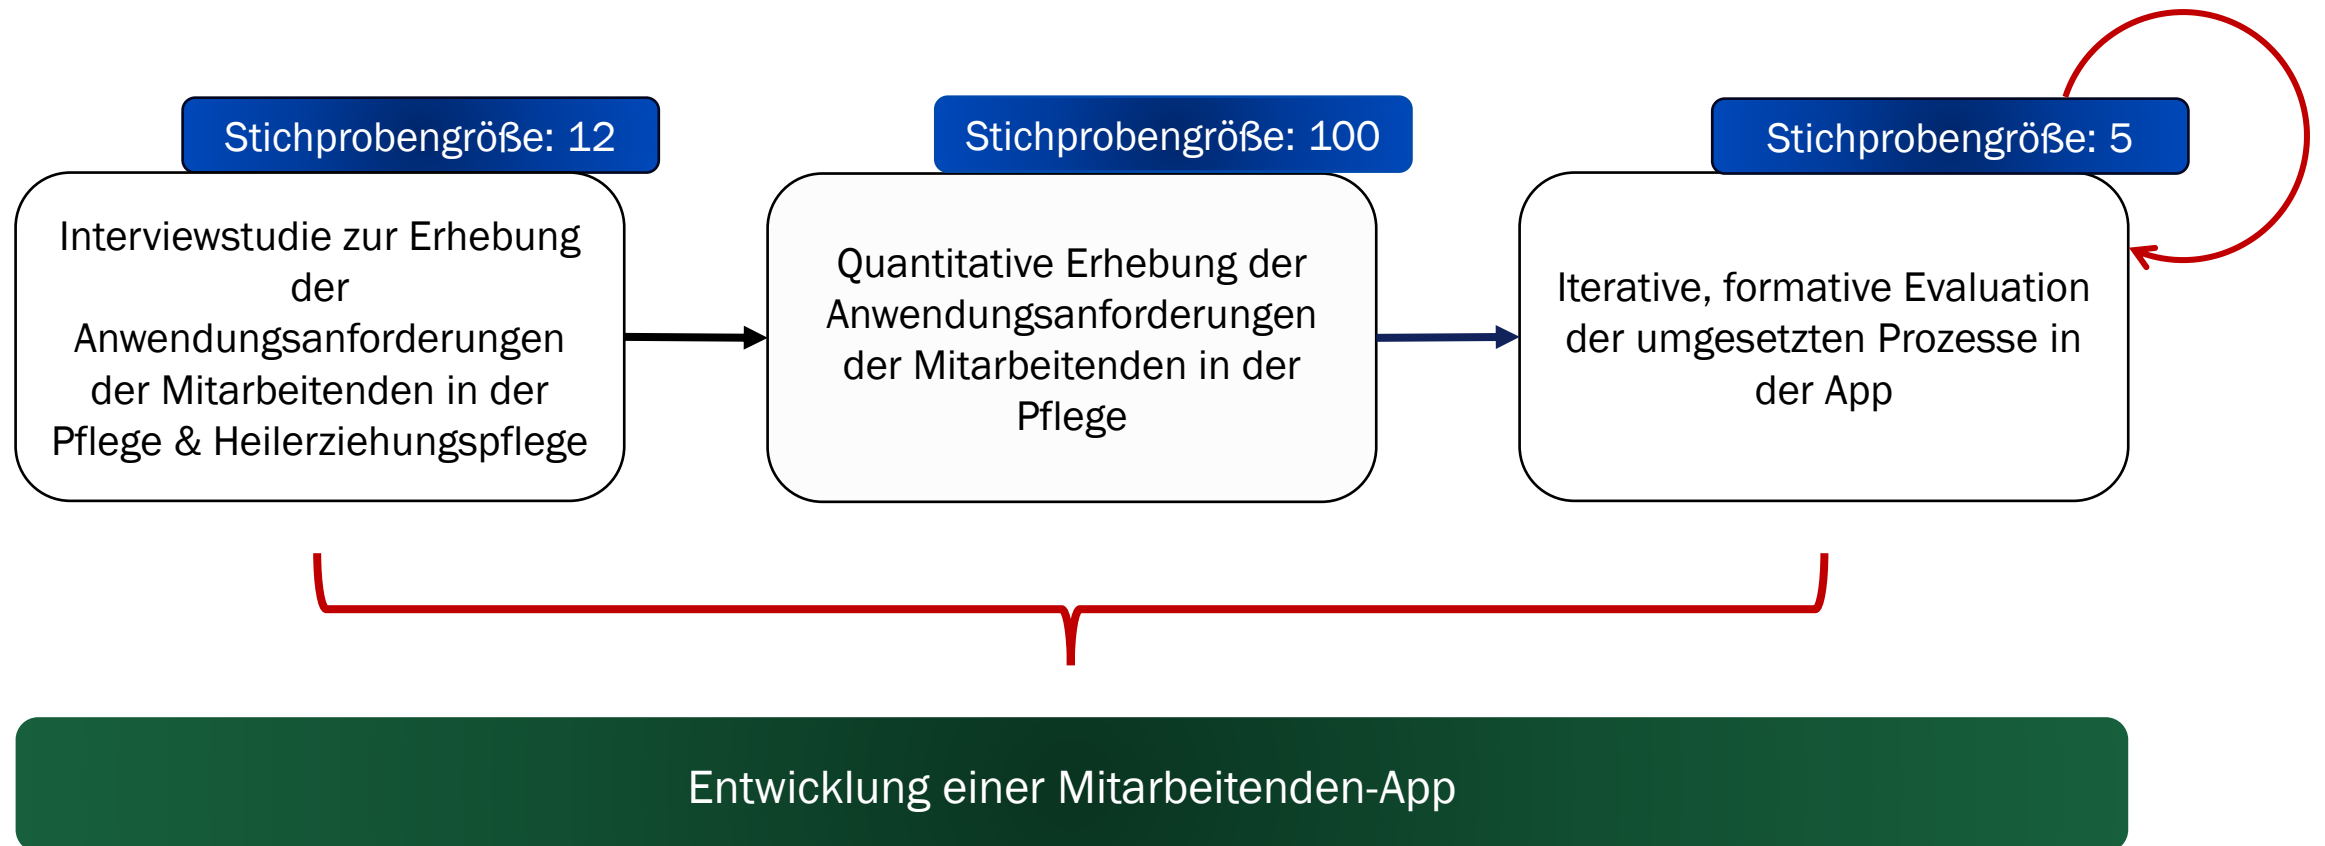 Stichprobengröße: 12
Interviewstudie zur Erhebung
der
Anwendungsanforderungen
der Mitarbeitenden in der
Pflege & Heilerziehungspflege
Stichprobengröße: 100
Quantitative Erhebung der
Anwendungsanforderungen
der Mitarbeitenden in der
Pflege
Stichprobengröße: 5
Iterative, formative Evaluation
der umgesetzten Prozesse in
der App
Entwicklung einer Mitarbeitenden-App